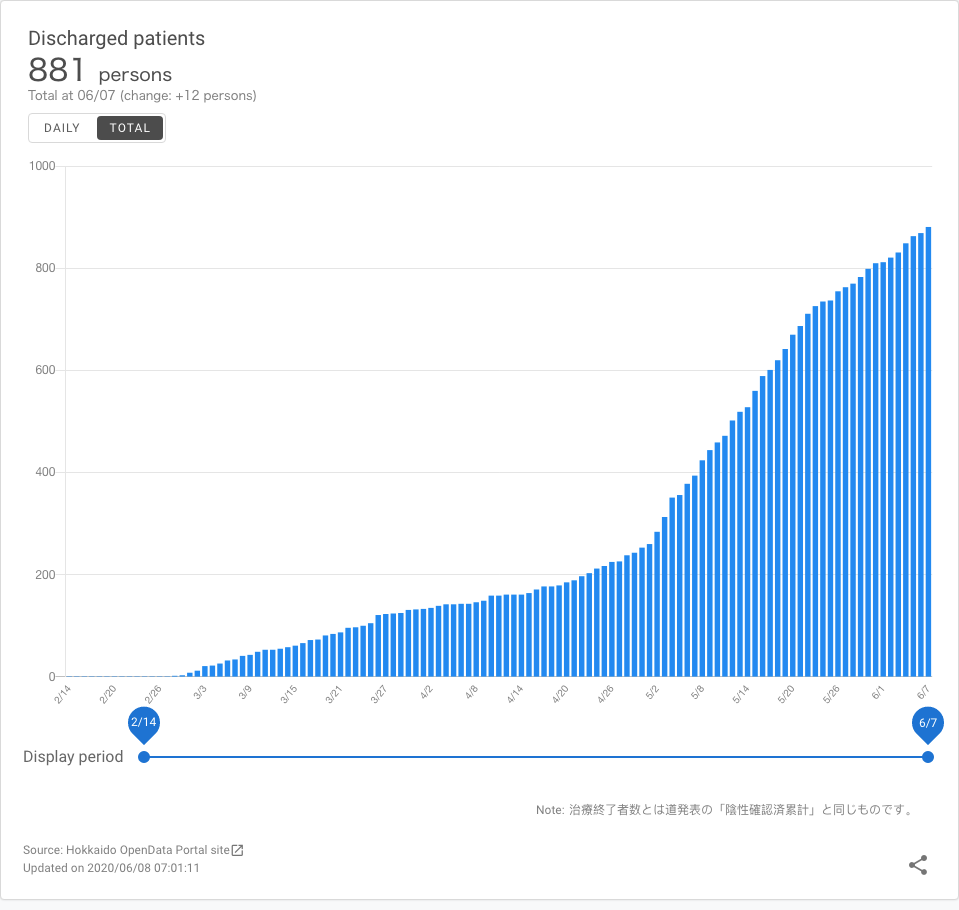 Discharged patients
881 persons
Total at 06/07 (change: +12 persons)
DAILY TOTAL
1000
800
600
400
200
0
2/14 2/20 2/26 3/3 3/9 3/15 3/21 3/27 4/2 4/8 4/14 4/20 4/26 5/2 5/8 5/14 5/20 5/26 6/1 6/7
2/14 6/7
Display period
Note: 治療終了者数とは道発表の「陰性確認済累計」と同じものです。
Source: Hokkaido OpenData Portal site
Updated on 2020/06/08 07:01:11